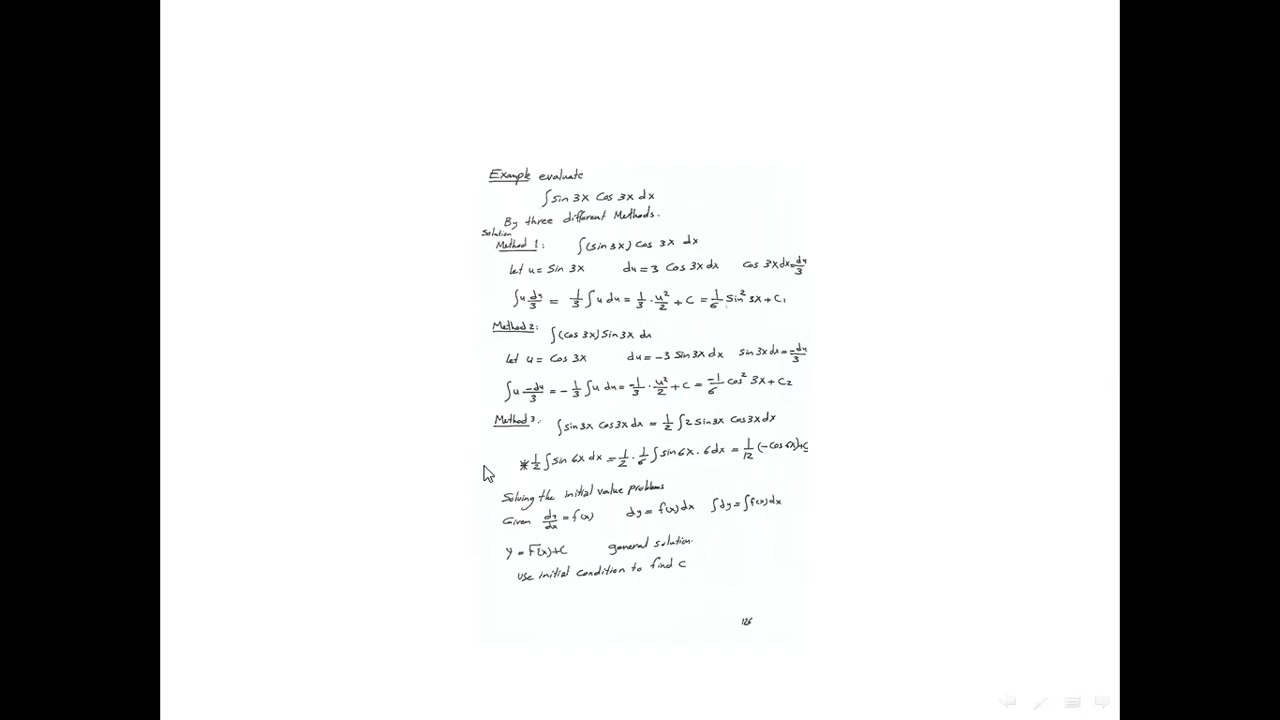 Example evaluate
∫ sin 3x Cos 3x dx
By three different Methods.
Solution
Method 1: ∫(sin 3x) Cos 3x dx
let u = Sin 3x du = 3 Cos 3x dx Cos 3x dx = du/3
∫u du/3 = 1/3 ∫u du = 1/3 · u²/2 + C = 1/6 Sin² 3x + C₁
Method 2: ∫(Cos 3x) Sin 3x dx
let u = Cos 3x du = -3 Sin 3x dx sin 3x dx = -du/3
∫u -du/3 = -1/3 ∫u du = -1/3 · u²/2 + C = -1/6 Cos² 3x + C₂
Method 3: ∫sin 3x Cos 3x dx = 1/2 ∫2 Sin 3x Cos 3x dx
* 1/2 ∫ Sin 6x dx = 1/2 · 1/6 ∫ sin 6x · 6 dx = 1/12 (-Cos 6x)+C
Solving the initial value problems
Given dy/dx = f(x) dy = f(x) dx ∫dy = ∫f(x) dx
y = F(x)+C general solution.
use initial condition to find C
126